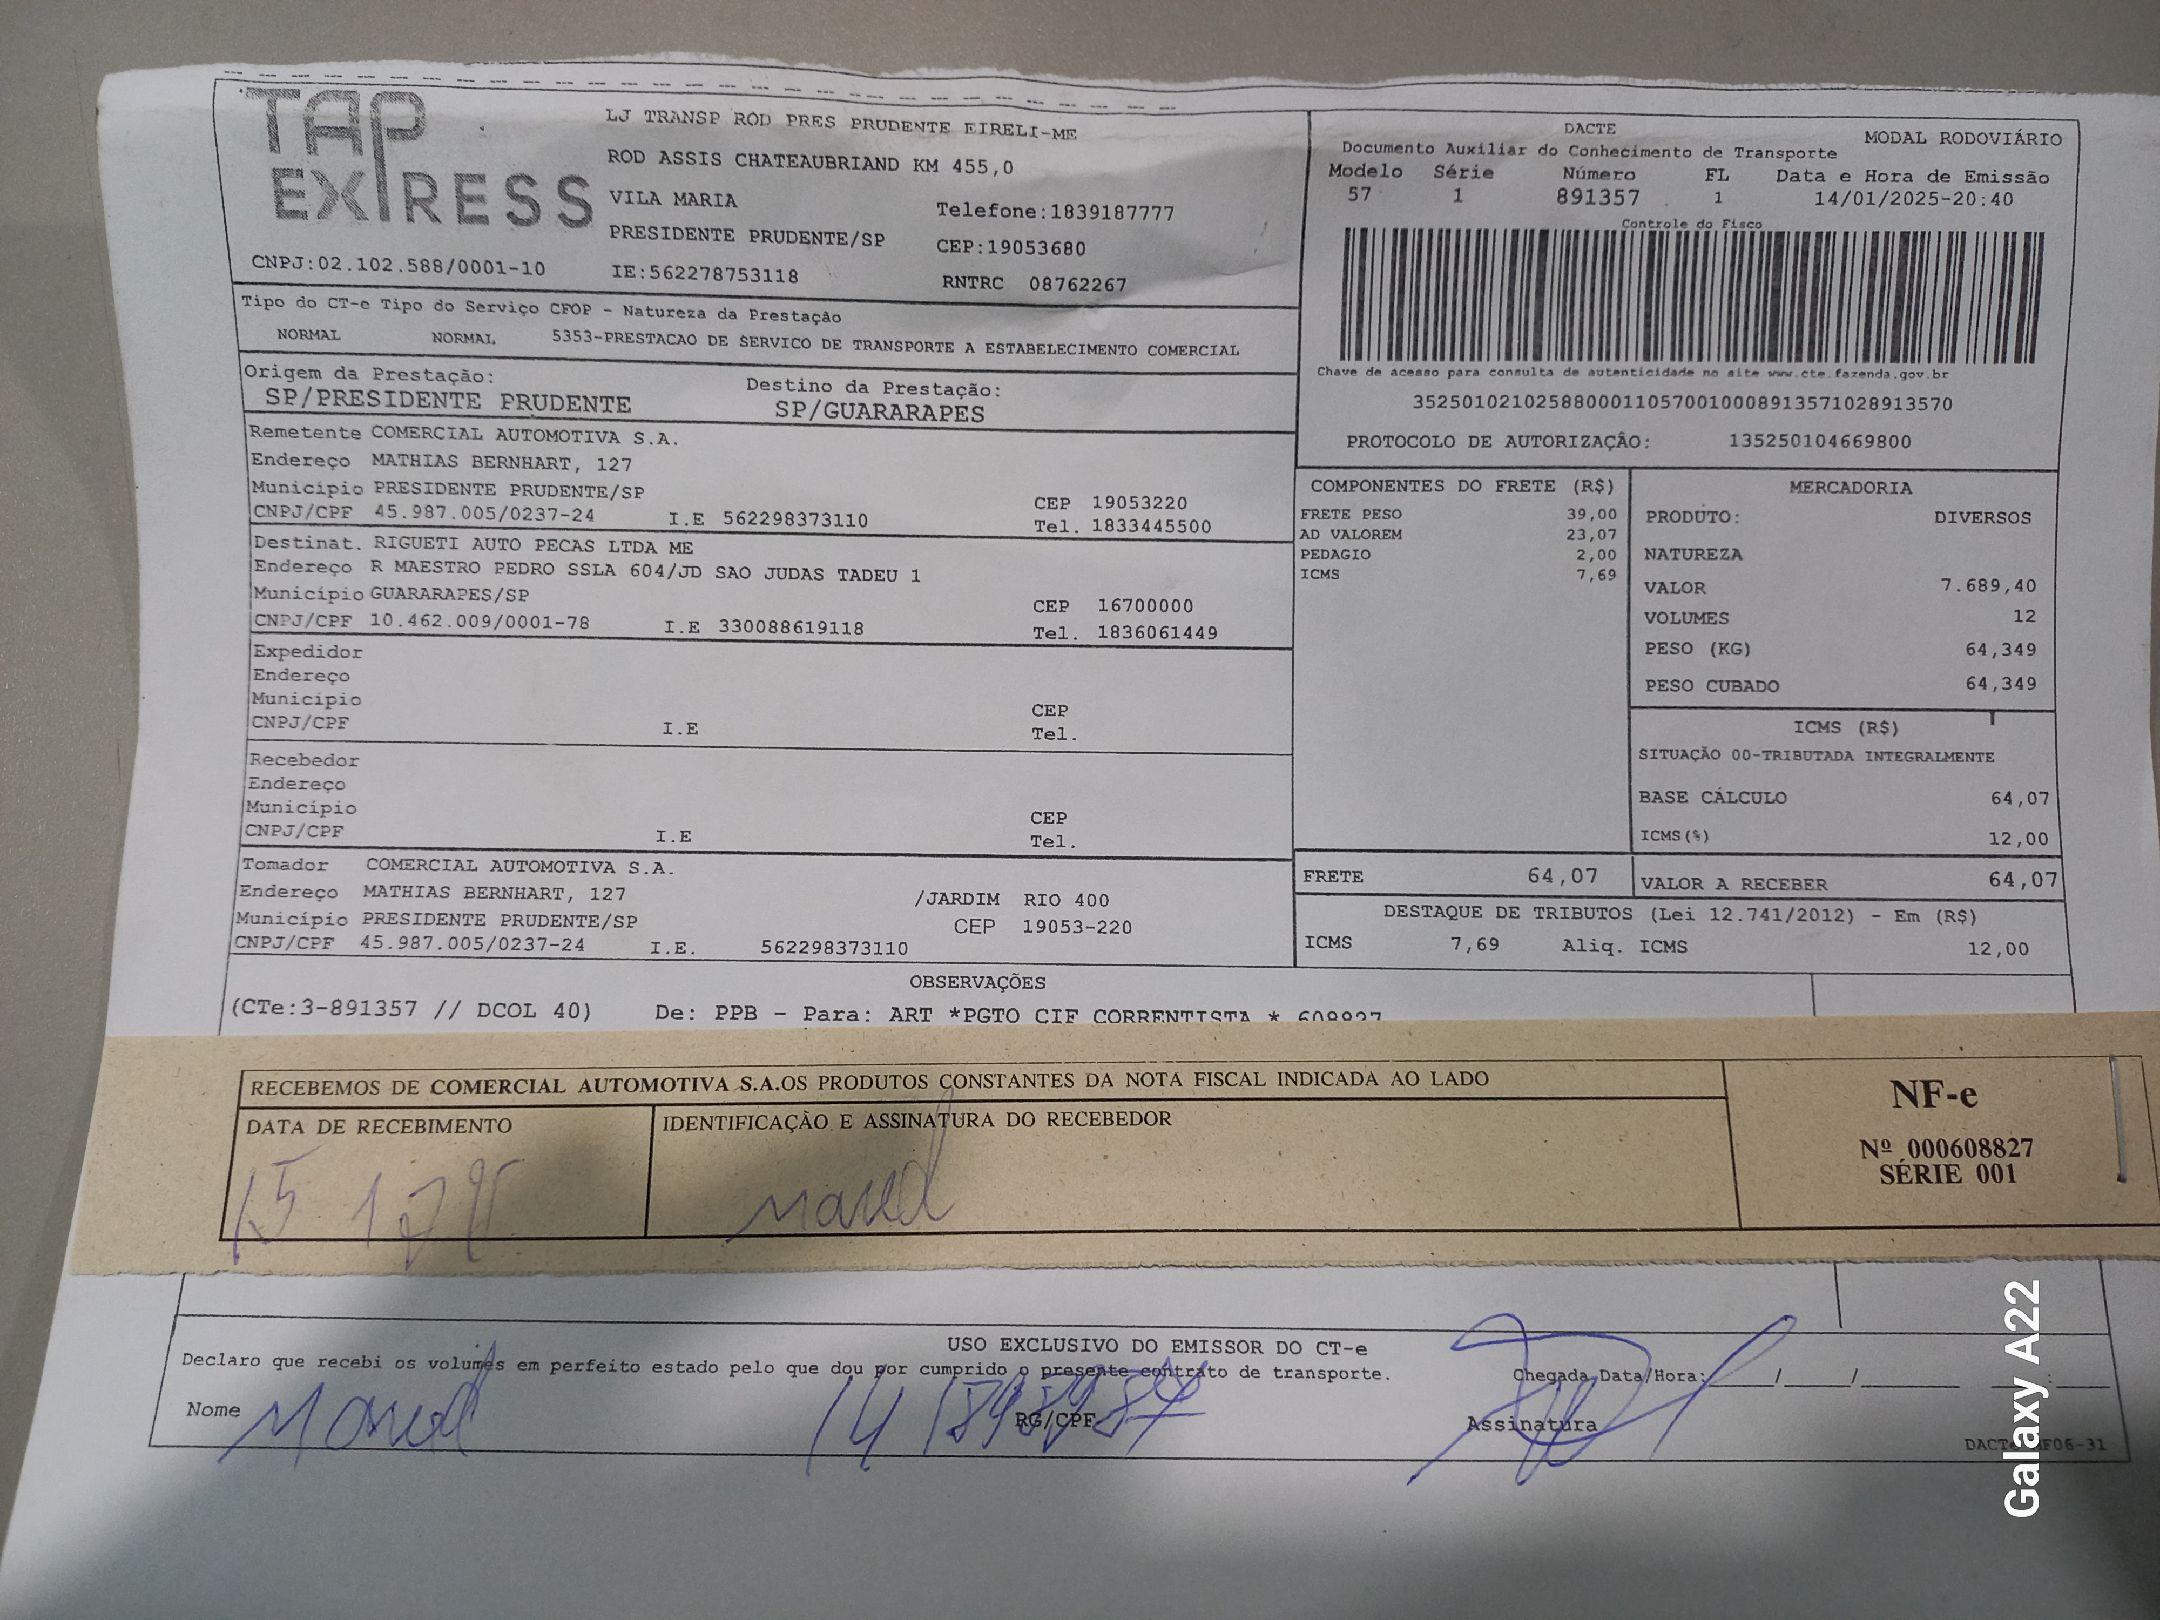 TAP EXPRESS
LJ TRANSP ROD PRES PRUDENTE EIRELI-ME
ROD ASSIS CHATEAUBRIAND KM 455,0
VILA MARIA
Telefone:1839187777
PRESIDENTE PRUDENTE/SP CEP:19053680
CNPJ:02.102.588/0001-10 IE:562278753118 RNTRC 08762267
DACTE MODAL RODOVIÁRIO
Documento Auxiliar do Conhecimento de Transporte
Modelo Série Número FL Data e Hora de Emissão
57 1 891357 1 14/01/2025-20:40
Controle do Fisco
Chave de acesso para consulta de autenticidade no site www.cte.fazenda.gov.br
35250102102588000110570010008913571028913570
PROTOCOLO DE AUTORIZAÇÃO: 135250104669800
Tipo do CT-e Tipo do Serviço CFOP - Natureza da Prestação
NORMAL NORMAL 5353-PRESTACAO DE SERVICO DE TRANSPORTE A ESTABELECIMENTO COMERCIAL
Origem da Prestação: Destino da Prestação:
SP/PRESIDENTE PRUDENTE SP/GUARARAPES
Remetente COMERCIAL AUTOMOTIVA S.A.
Endereço MATHIAS BERNHART, 127
Município PRESIDENTE PRUDENTE/SP CEP 19053220
CNPJ/CPF 45.987.005/0237-24 I.E 562298373110 Tel. 1833445500
Destinat. RIGUETI AUTO PECAS LTDA ME
Endereço R MAESTRO PEDRO SSLA 604/JD SAO JUDAS TADEU 1
Município GUARARAPES/SP CEP 16700000
CNPJ/CPF 10.462.009/0001-78 I.E 330088619118 Tel. 1836061449
Expedidor
Endereço
Município CEP
CNPJ/CPF I.E Tel.
Recebedor
Endereço
Município CEP
CNPJ/CPF I.E Tel.
Tomador COMERCIAL AUTOMOTIVA S.A.
Endereço MATHIAS BERNHART, 127 /JARDIM RIO 400
Município PRESIDENTE PRUDENTE/SP CEP 19053-220
CNPJ/CPF 45.987.005/0237-24 I.E. 562298373110
COMPONENTES DO FRETE (R$)
FRETE PESO 39,00
AD VALOREM 23,07
PEDAGIO 2,00
ICMS 7,69
MERCADORIA
PRODUTO: DIVERSOS
NATUREZA
VALOR 7.689,40
VOLUMES 12
PESO (KG) 64,349
PESO CUBADO 64,349
ICMS (R$)
SITUAÇÃO 00-TRIBUTADA INTEGRALMENTE
BASE CÁLCULO 64,07
ICMS(%) 12,00
FRETE 64,07 VALOR A RECEBER 64,07
DESTAQUE DE TRIBUTOS (Lei 12.741/2012) - Em (R$)
ICMS 7,69 Aliq. ICMS 12,00
OBSERVAÇÕES
(CTe:3-891357 // DCOL 40) De: PPB - Para: ART *PGTO CIF CORRENTISTA * 608827
RECEBEMOS DE COMERCIAL AUTOMOTIVA S.A.OS PRODUTOS CONSTANTES DA NOTA FISCAL INDICADA AO LADO
DATA DE RECEBIMENTO IDENTIFICAÇÃO E ASSINATURA DO RECEBEDOR
15 1
NF-e
Nº 000608827
SÉRIE 001
USO EXCLUSIVO DO EMISSOR DO CT-e
Declaro que recebi os volumes em perfeito estado pelo que dou por cumprido o presente contrato de transporte.
Chegada Data/Hora: / / :
Nome RG/CPF Assinatura
Galaxy A22